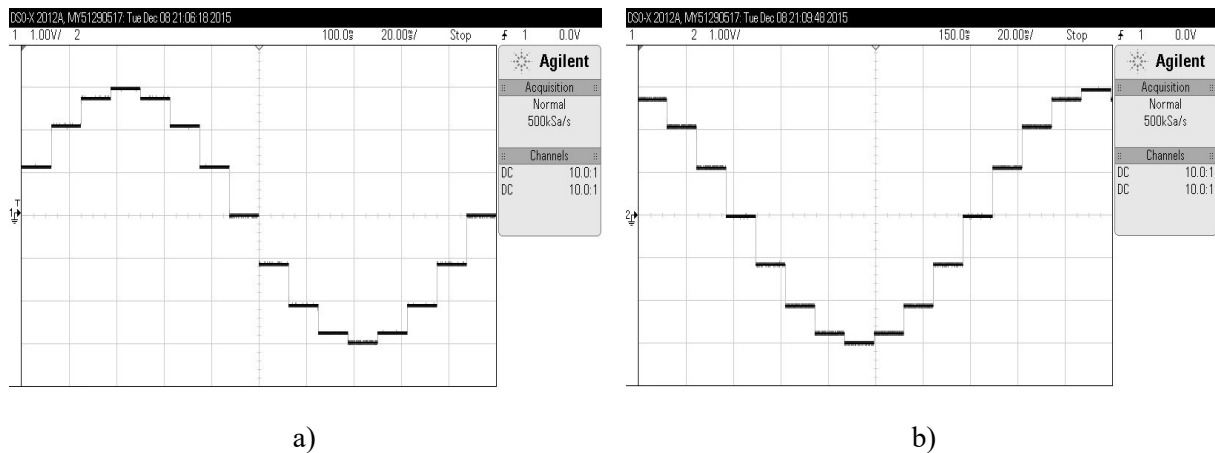 DSO-X 2012A, MY51290517: Tue Dec 08 21:06:18 2015
1 1.00V/ 2 100.0s 20.00s/ Stop 1 0.0V
Agilent
Acquisition
Normal
500kSa/s
Channels
DC 10.0:1
DC 10.0:1
T
1
a)
DSO-X 2012A, MY51290517: Tue Dec 08 21:09:48 2015
1 2 1.00V/ 150.0s 20.00s/ Stop 1 0.0V
Agilent
Acquisition
Normal
500kSa/s
Channels
DC 10.0:1
DC 10.0:1
2
b)